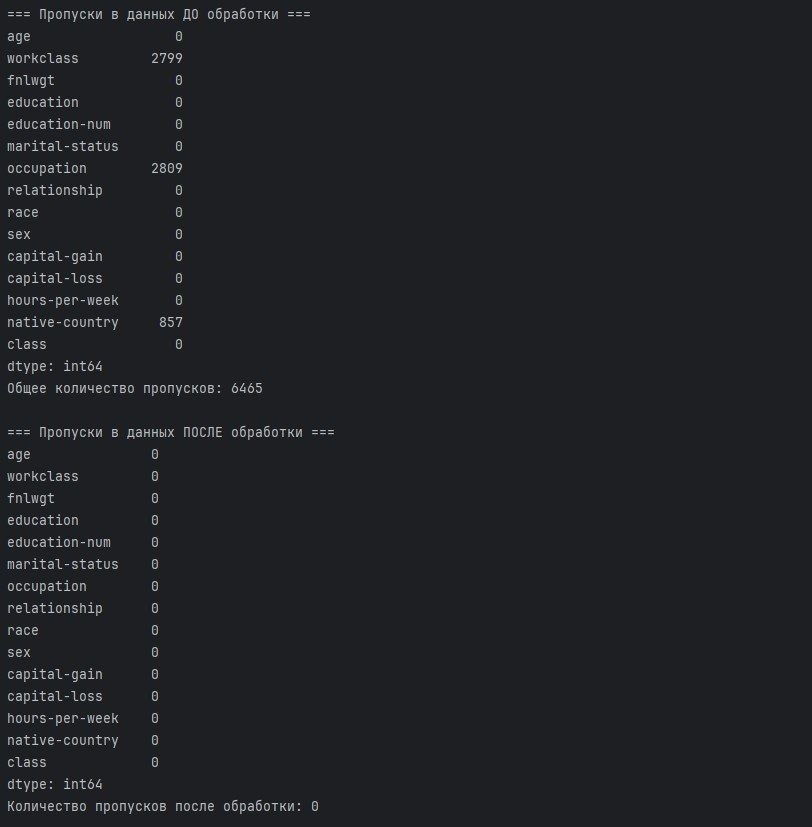 === Пропуски в данных ДО обработки ===
age                  0
workclass         2799
fnlwgt               0
education            0
education-num        0
marital-status       0
occupation        2809
relationship         0
race                 0
sex                  0
capital-gain         0
capital-loss         0
hours-per-week       0
native-country     857
class                0
dtype: int64
Общее количество пропусков: 6465

=== Пропуски в данных ПОСЛЕ обработки ===
age               0
workclass         0
fnlwgt            0
education         0
education-num     0
marital-status    0
occupation        0
relationship      0
race              0
sex               0
capital-gain      0
capital-loss      0
hours-per-week    0
native-country    0
class             0
dtype: int64
Количество пропусков после обработки: 0